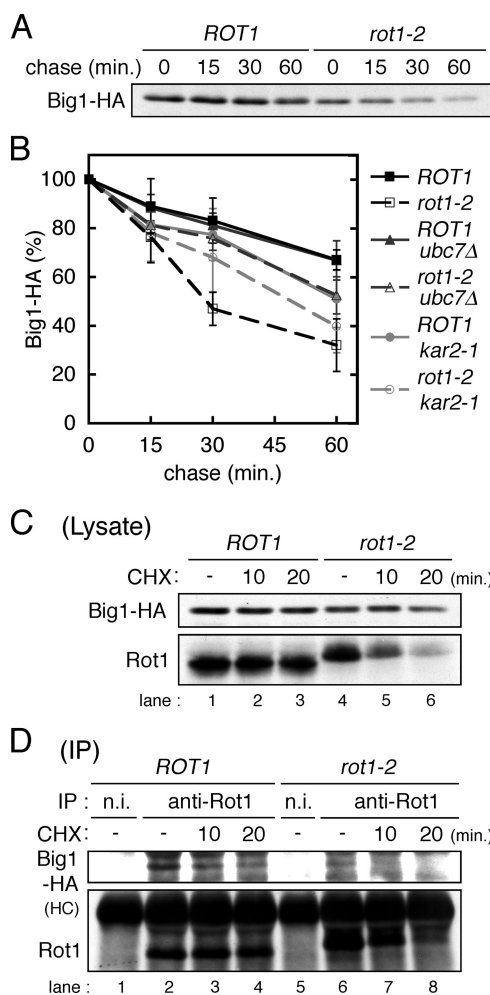 A
ROT1 rot1-2
chase (min.) 0 15 30 60 0 15 30 60
Big1-HA
B
Big1-HA (%)
100
80
60
40
20
0
0 15 30 45 60
chase (min.)
ROT1
rot1-2
ROT1
ubc7Δ
rot1-2
ubc7Δ
ROT1
kar2-1
rot1-2
kar2-1
C (Lysate)
ROT1 rot1-2
CHX: - 10 20 - 10 20 (min.)
Big1-HA
Rot1
lane : 1 2 3 4 5 6
D (IP)
ROT1 rot1-2
IP : n.i. anti-Rot1 n.i. anti-Rot1
CHX: - - 10 20 - - 10 20 (min.)
Big1
-HA
(HC)
Rot1
lane : 1 2 3 4 5 6 7 8